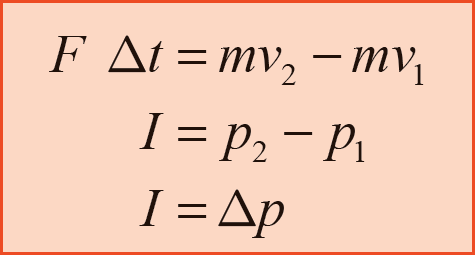 F Δt = mv₂ − mv₁
I = p₂ − p₁
I = Δp